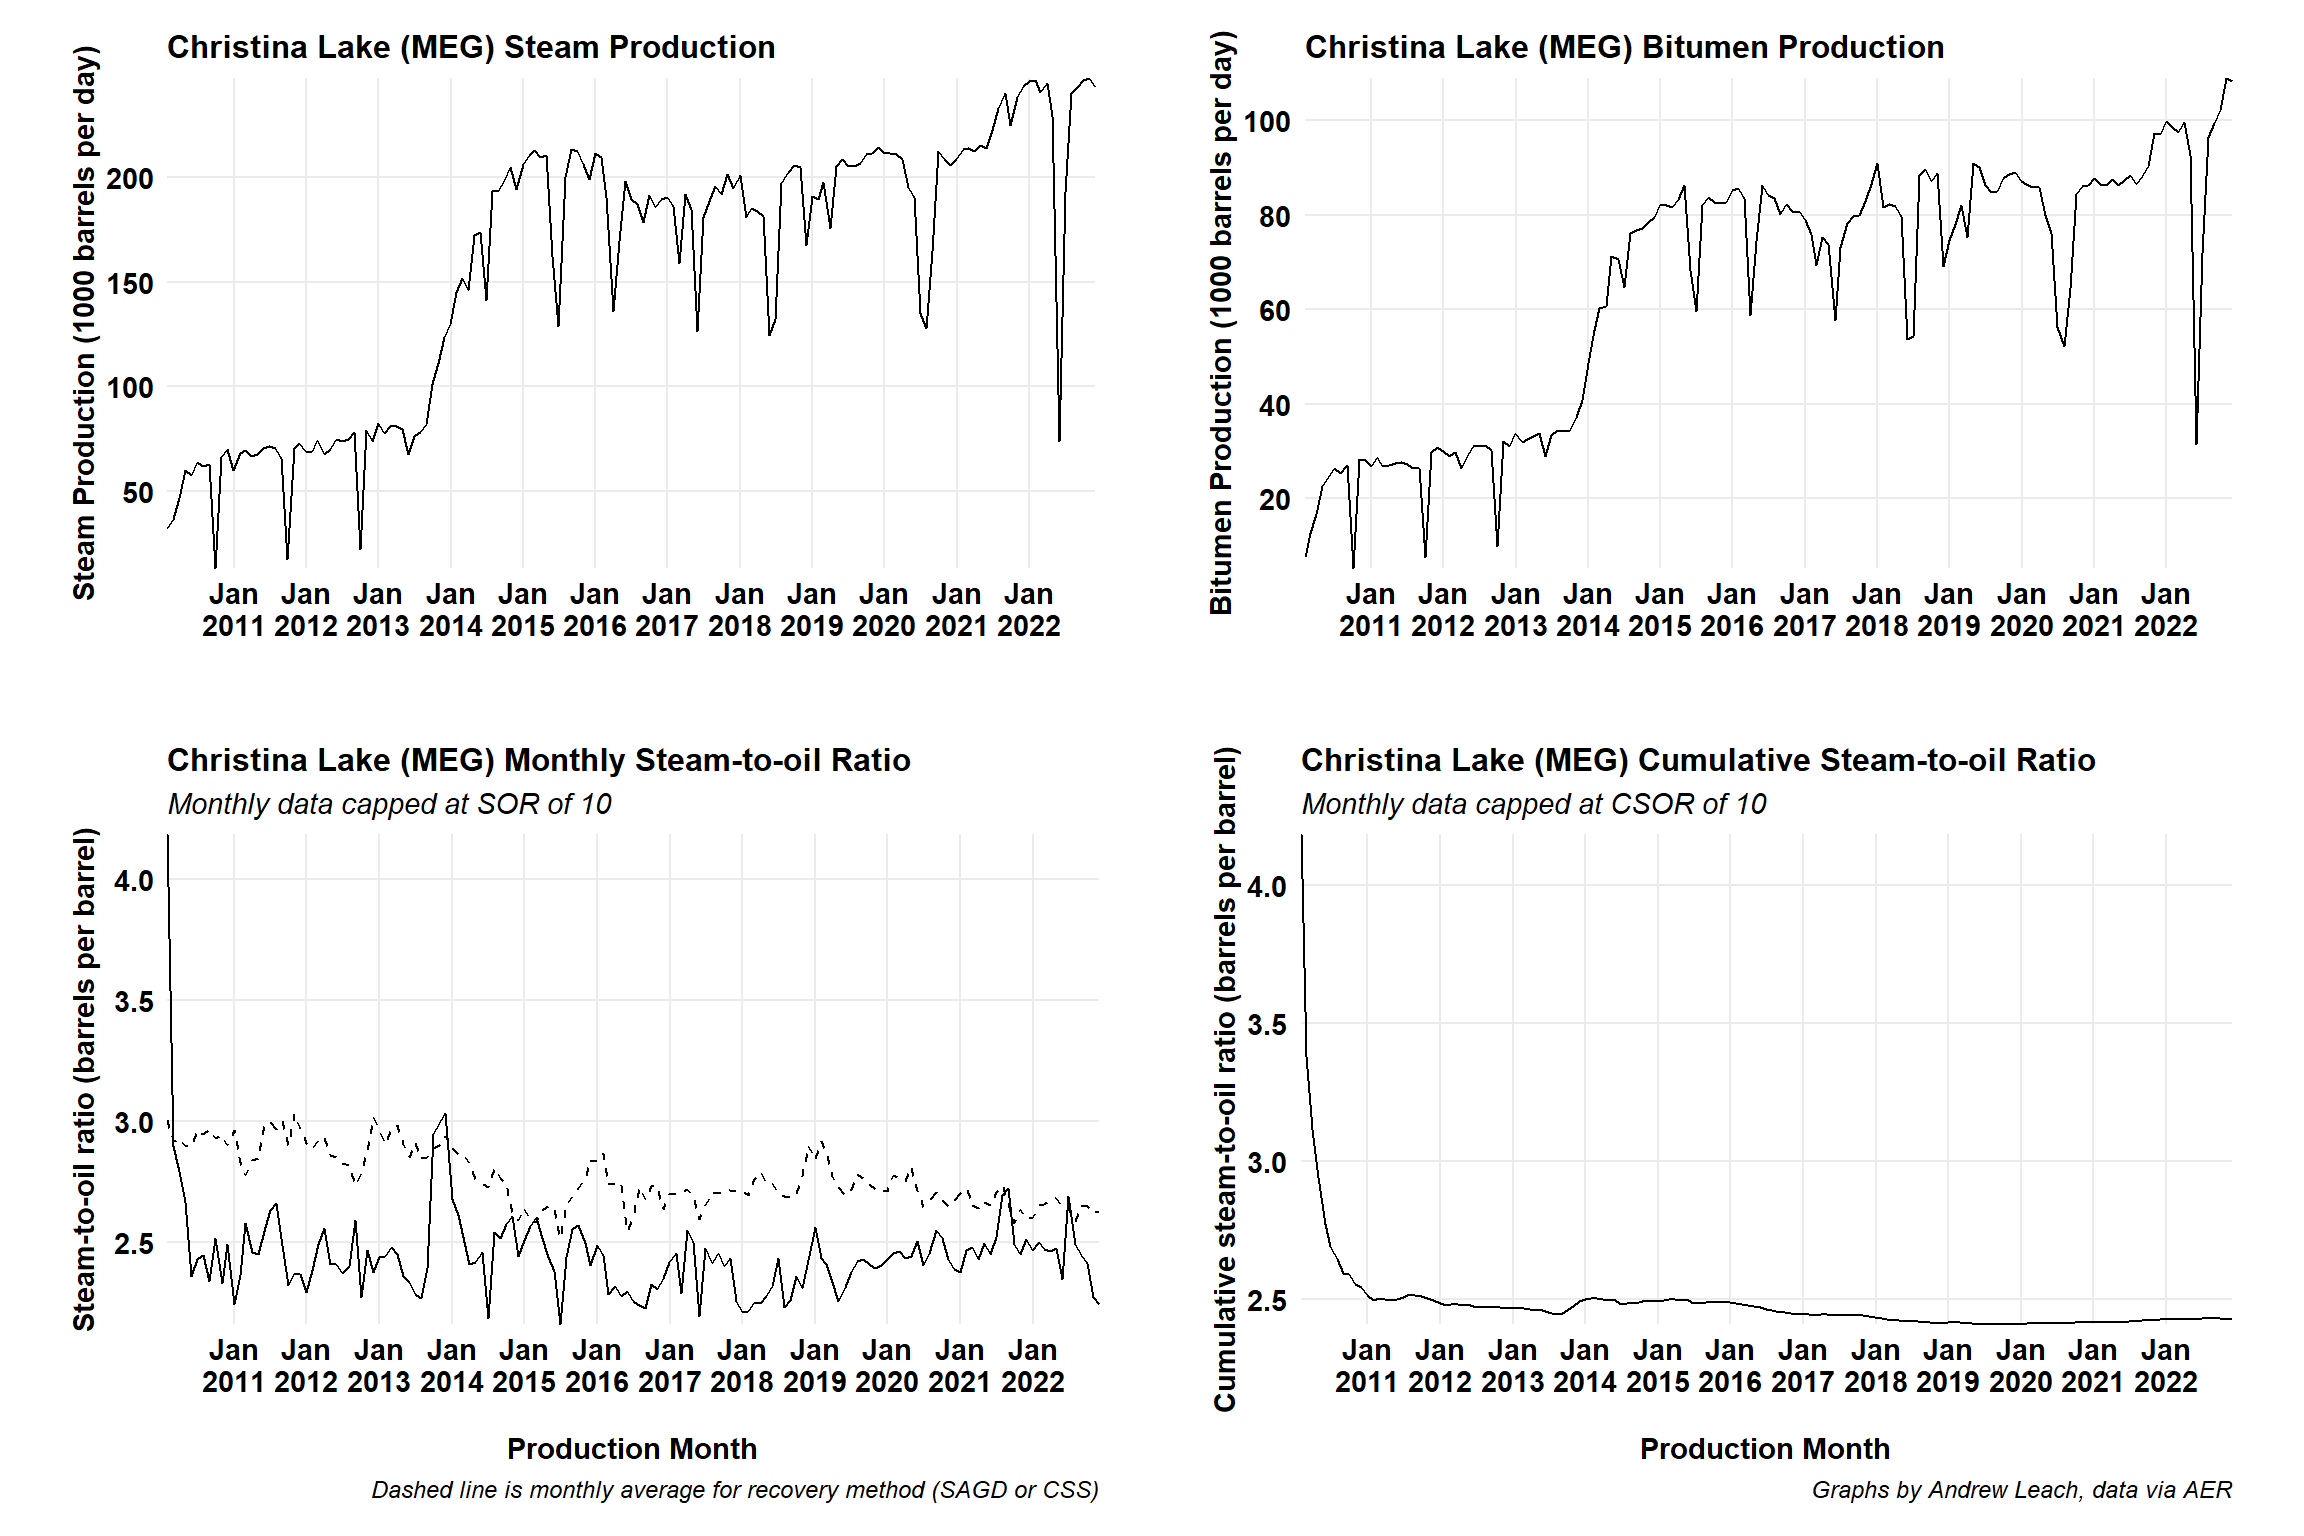 Christina Lake (MEG) Steam Production
Steam Production (1000 barrels per day)
200
150
100
50
Jan Jan Jan Jan Jan Jan Jan Jan Jan Jan Jan Jan
2011 2012 2013 2014 2015 2016 2017 2018 2019 2020 2021 2022
Christina Lake (MEG) Bitumen Production
Bitumen Production (1000 barrels per day)
100
80
60
40
20
Jan Jan Jan Jan Jan Jan Jan Jan Jan Jan Jan Jan
2011 2012 2013 2014 2015 2016 2017 2018 2019 2020 2021 2022
Christina Lake (MEG) Monthly Steam-to-oil Ratio
Monthly data capped at SOR of 10
Steam-to-oil ratio (barrels per barrel)
4.0
3.5
3.0
2.5
Jan Jan Jan Jan Jan Jan Jan Jan Jan Jan Jan Jan
2011 2012 2013 2014 2015 2016 2017 2018 2019 2020 2021 2022
Production Month
Dashed line is monthly average for recovery method (SAGD or CSS)
Christina Lake (MEG) Cumulative Steam-to-oil Ratio
Monthly data capped at CSOR of 10
Cumulative steam-to-oil ratio (barrels per barrel)
4.0
3.5
3.0
2.5
Jan Jan Jan Jan Jan Jan Jan Jan Jan Jan Jan Jan
2011 2012 2013 2014 2015 2016 2017 2018 2019 2020 2021 2022
Production Month
Graphs by Andrew Leach, data via AER